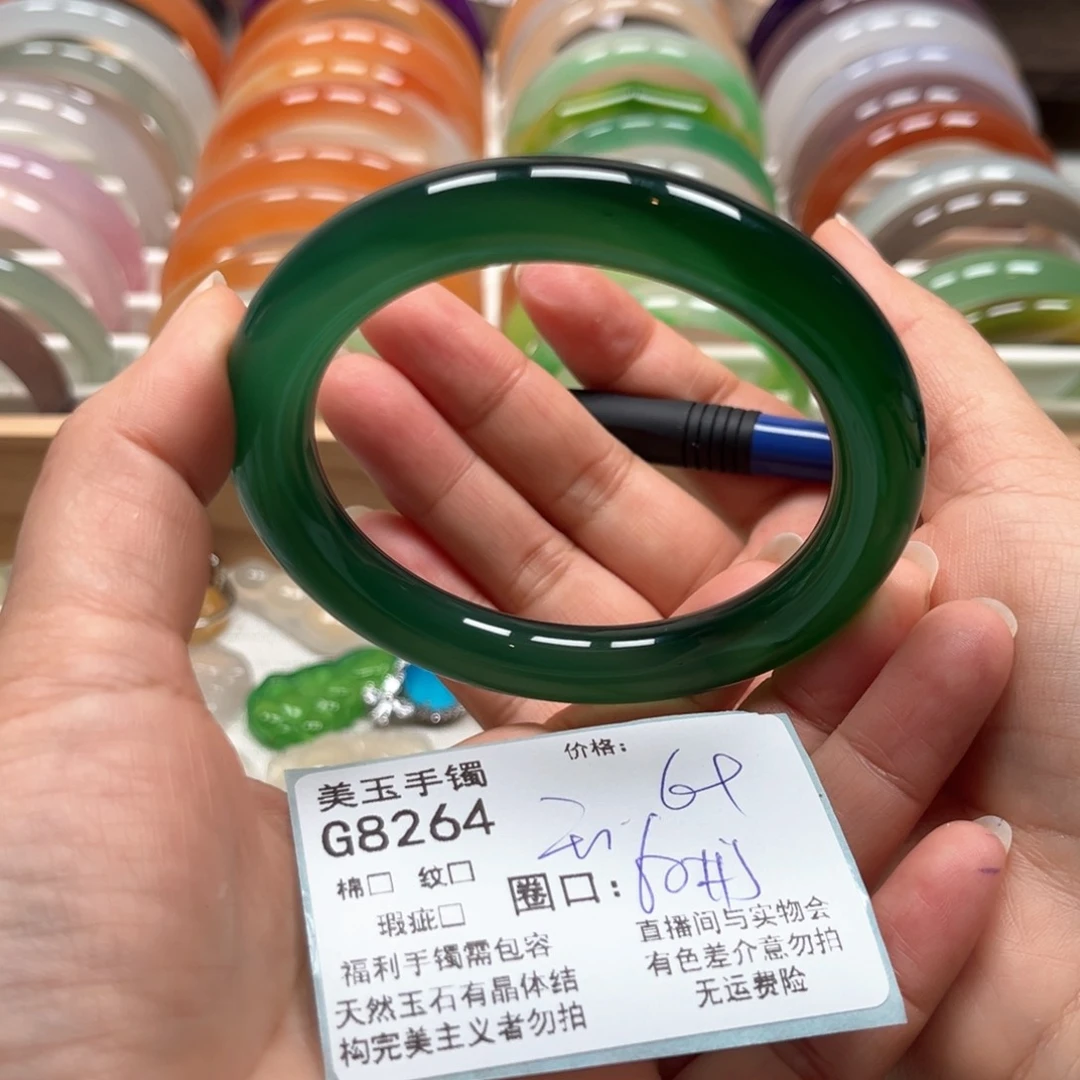 价格：
美玉手镯
G8264
棉□ 纹□
圈口：
瑕疵□
福利手镯需包容
天然玉石有晶体结
构完美主义者勿拍
直播间与实物会
有色差介意勿拍
无运费险